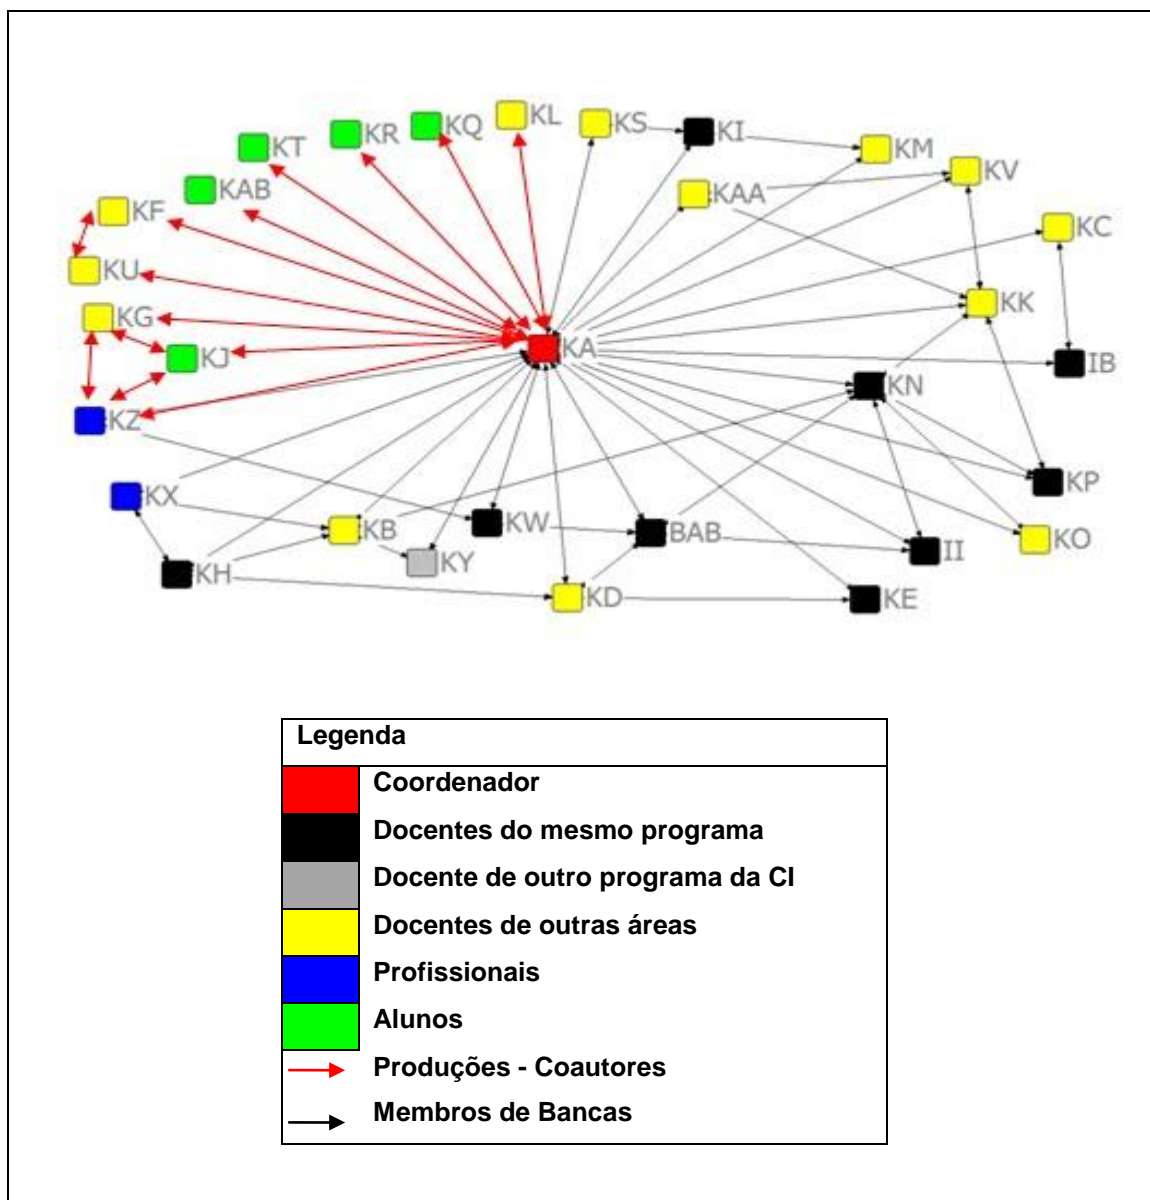 KL
KS
KQ
KI
KR
KT
KM
KV
KAB
KAA
KF
KC
KU
KK
KG
KA
KJ
IB
KN
KZ
KP
KX
KB
KW
BAB
KO
II
KY
KH
KD
KE
Legenda
Coordenador
Docentes do mesmo programa
Docente de outro programa da CI
Docentes de outras áreas
Profissionais
Alunos
Produções - Coautores
Membros de Bancas